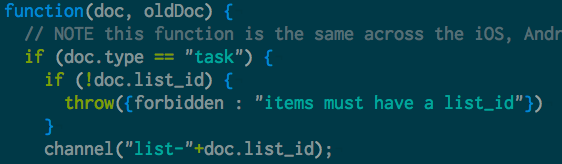 function(doc, oldDoc) {
// NOTE this function is the same across the iOS, Andr
if (doc.type == "task") {
if (!doc.list_id) {
throw({forbidden : "items must have a list_id"})
}
channel("list-"+doc.list_id);